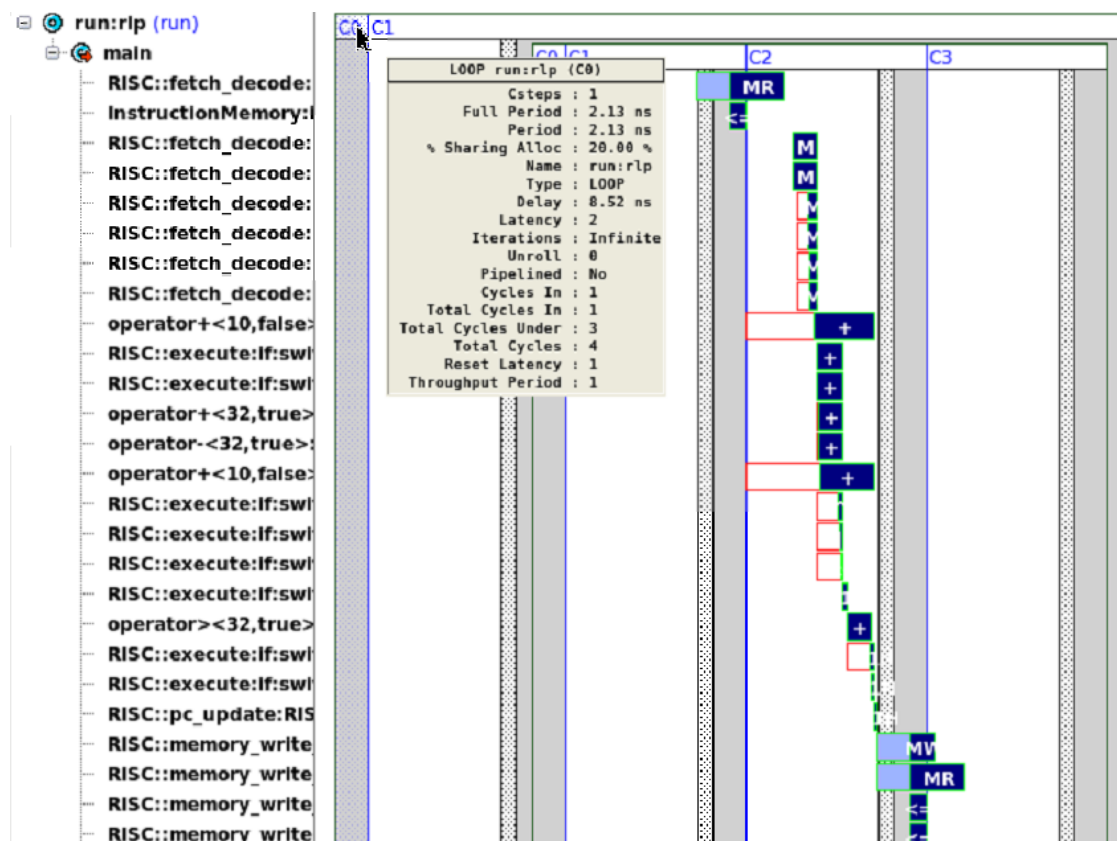 run:rlp (run)
main
RISC::fetch_decode:
InstructionMemory:
RISC::fetch_decode:
RISC::fetch_decode:
RISC::fetch_decode:
RISC::fetch_decode:
RISC::fetch_decode:
RISC::fetch_decode:
operator+<10,false>
RISC::execute:if:swi
RISC::execute:if:swi
operator+<32,true>
operator-<32,true>:
operator+<10,false>
RISC::execute:if:swi
RISC::execute:if:swi
RISC::execute:if:swi
RISC::execute:if:swi
operator><32,true>
RISC::execute:if:swi
RISC::execute:if:swi
RISC::pc_update:RIS
RISC::memory_write
RISC::memory_write
RISC::memory_write
RISC::memory_write
C0 C1
C0 C1 C2 C3
LOOP run:rlp (C0)
Csteps : 1
Full Period : 2.13 ns
Period : 2.13 ns
% Sharing Alloc : 20.00 %
Name : run:rlp
Type : LOOP
Delay : 8.52 ns
Latency : 2
Iterations : Infinite
Unroll : 0
Pipelined : No
Cycles In : 1
Total Cycles In : 1
Total Cycles Under : 3
Total Cycles : 4
Reset Latency : 1
Throughput Period : 1
MR
<=
M
M
+
+
+
+
+
+
+
MW
MR
<=
<=